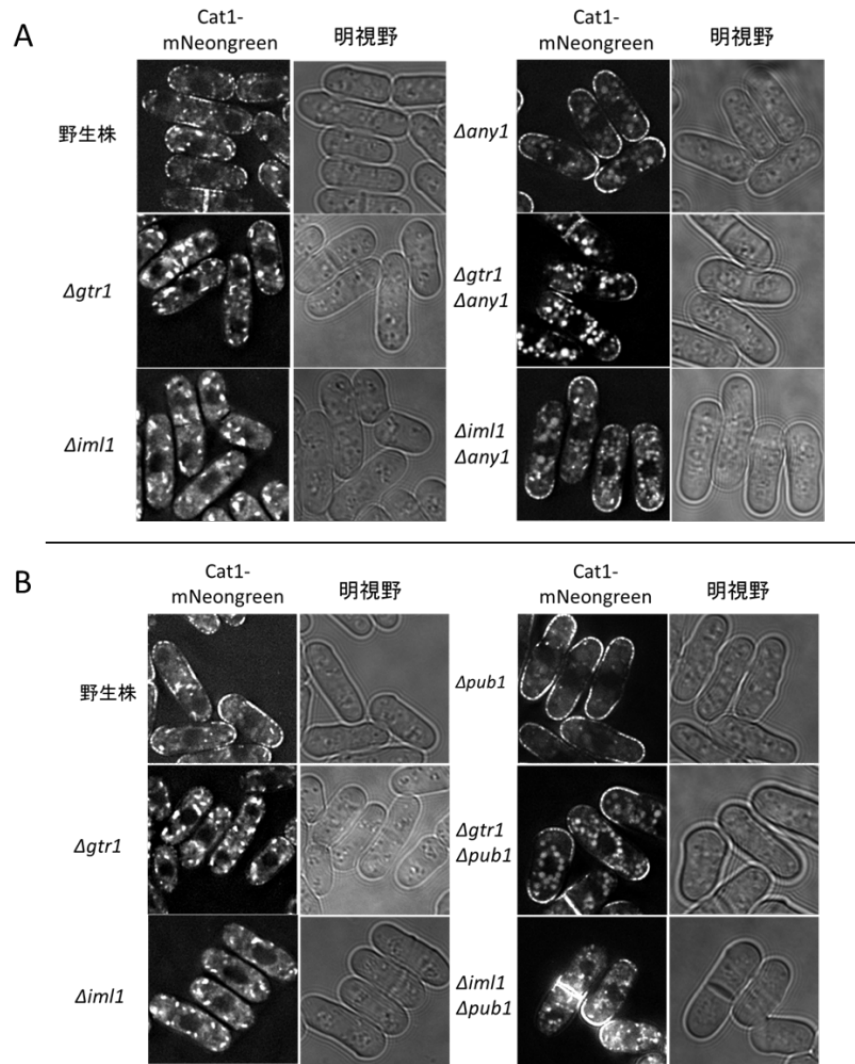 A
Cat1-
mNeongreen
明視野
Cat1-
mNeongreen
明視野
野生株
Δany1
Δgtr1
Δgtr1
Δany1
Δiml1
Δiml1
Δany1
B
Cat1-
mNeongreen
明視野
Cat1-
mNeongreen
明視野
野生株
Δpub1
Δgtr1
Δgtr1
Δpub1
Δiml1
Δiml1
Δpub1